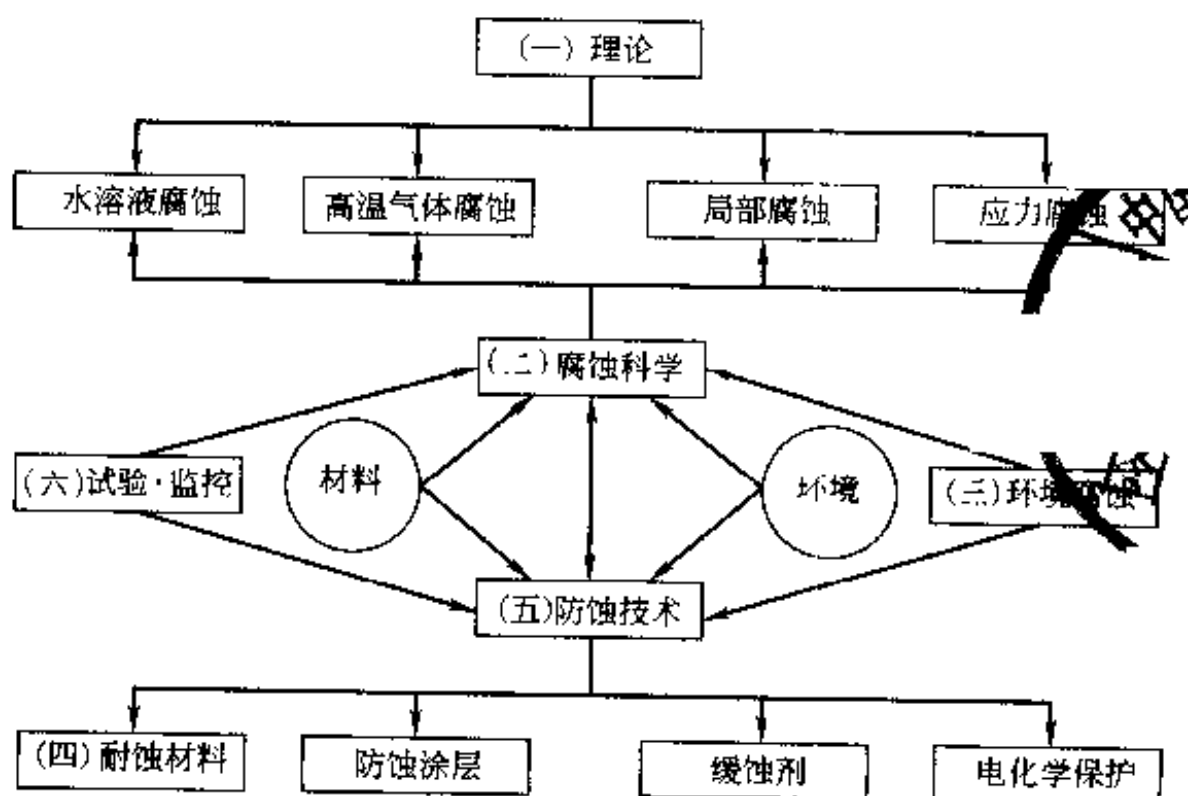 (一) 理论
水溶液腐蚀
高温气体腐蚀
局部腐蚀
应力腐蚀
(二)腐蚀科学
(六)试验·监控
材料
环境
(三)环境腐蚀
(五)防蚀技术
(四)耐蚀材料
防蚀涂层
缓蚀剂
电化学保护